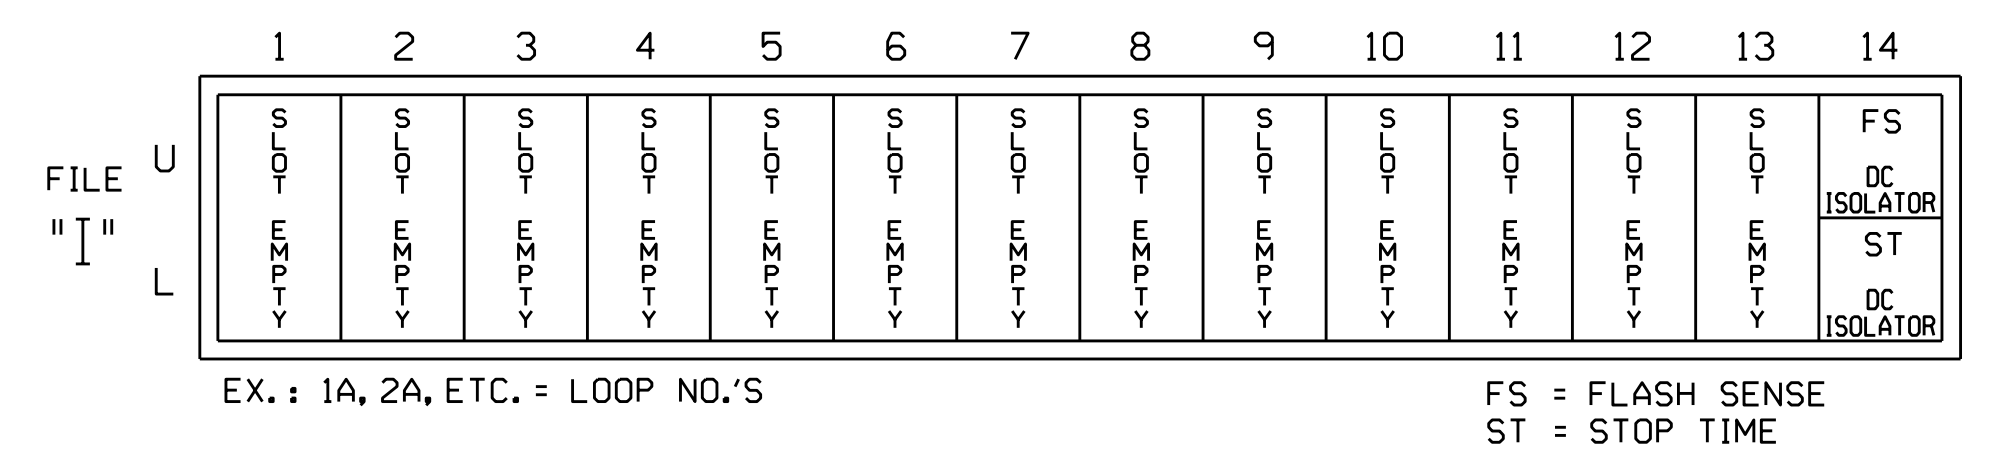 1 2 3 4 5 6 7 8 9 10 11 12 13 14
FILE "I"
U
L
SLOT EMPTY
SLOT EMPTY
SLOT EMPTY
SLOT EMPTY
SLOT EMPTY
SLOT EMPTY
SLOT EMPTY
SLOT EMPTY
SLOT EMPTY
SLOT EMPTY
SLOT EMPTY
SLOT EMPTY
SLOT EMPTY
FS
DC
ISOLATOR
ST
DC
ISOLATOR
EX.: 1A, 2A, ETC. = LOOP NO.'S
FS = FLASH SENSE
ST = STOP TIME